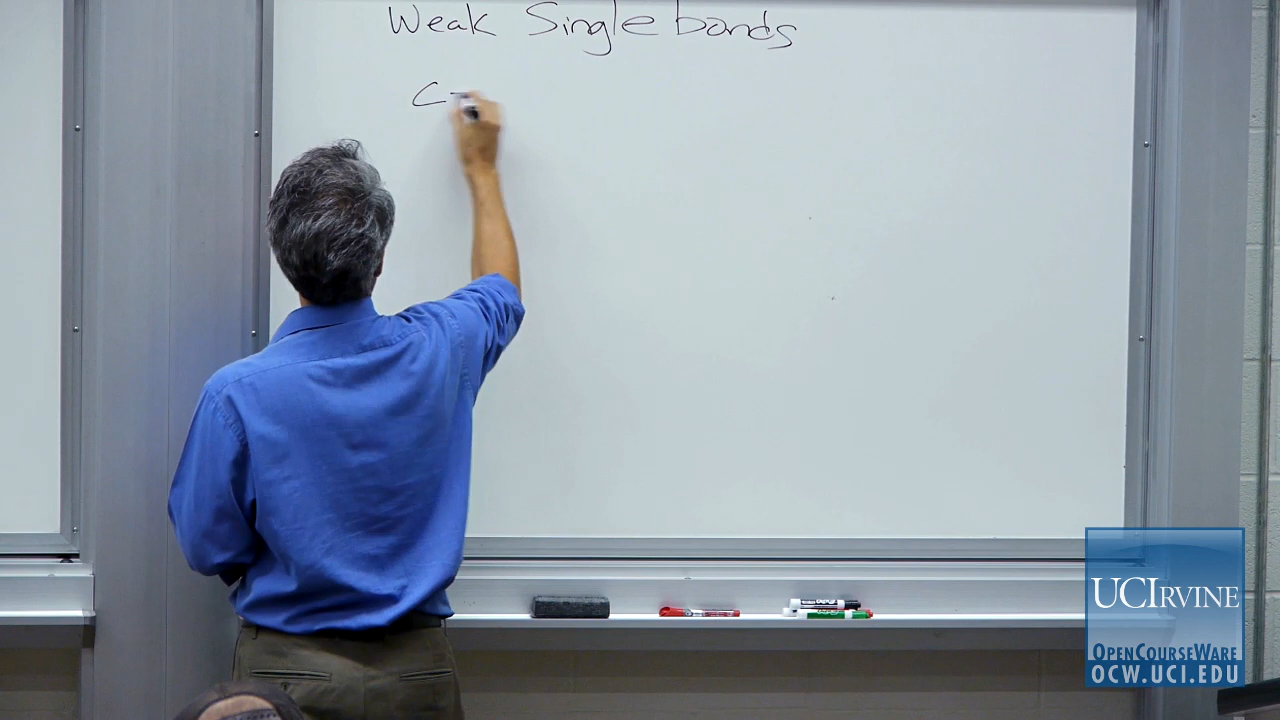 Weak Single bonds
C-
UCIRVINE
OPENCOURSEWARE
OCW.UCI.EDU